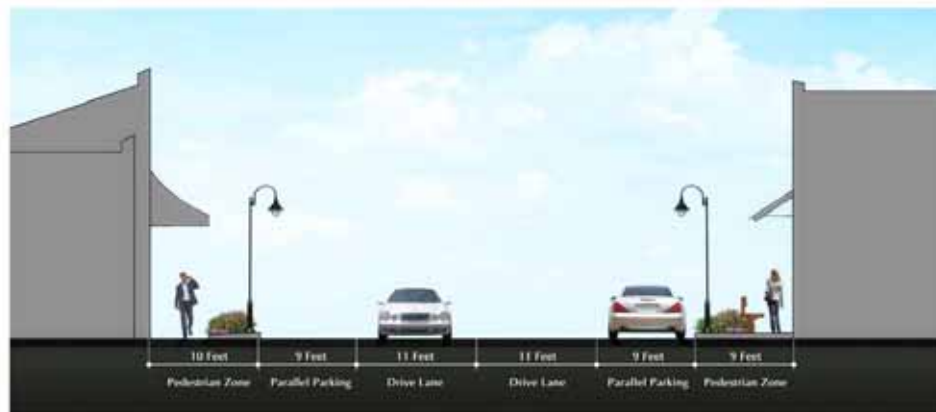 10 Feet 9 Feet 11 Feet 11 Feet 9 Feet 9 Feet
Pedestrian Zone Parallel Parking Drive Lane Drive Lane Parallel Parking Pedestrian Zone